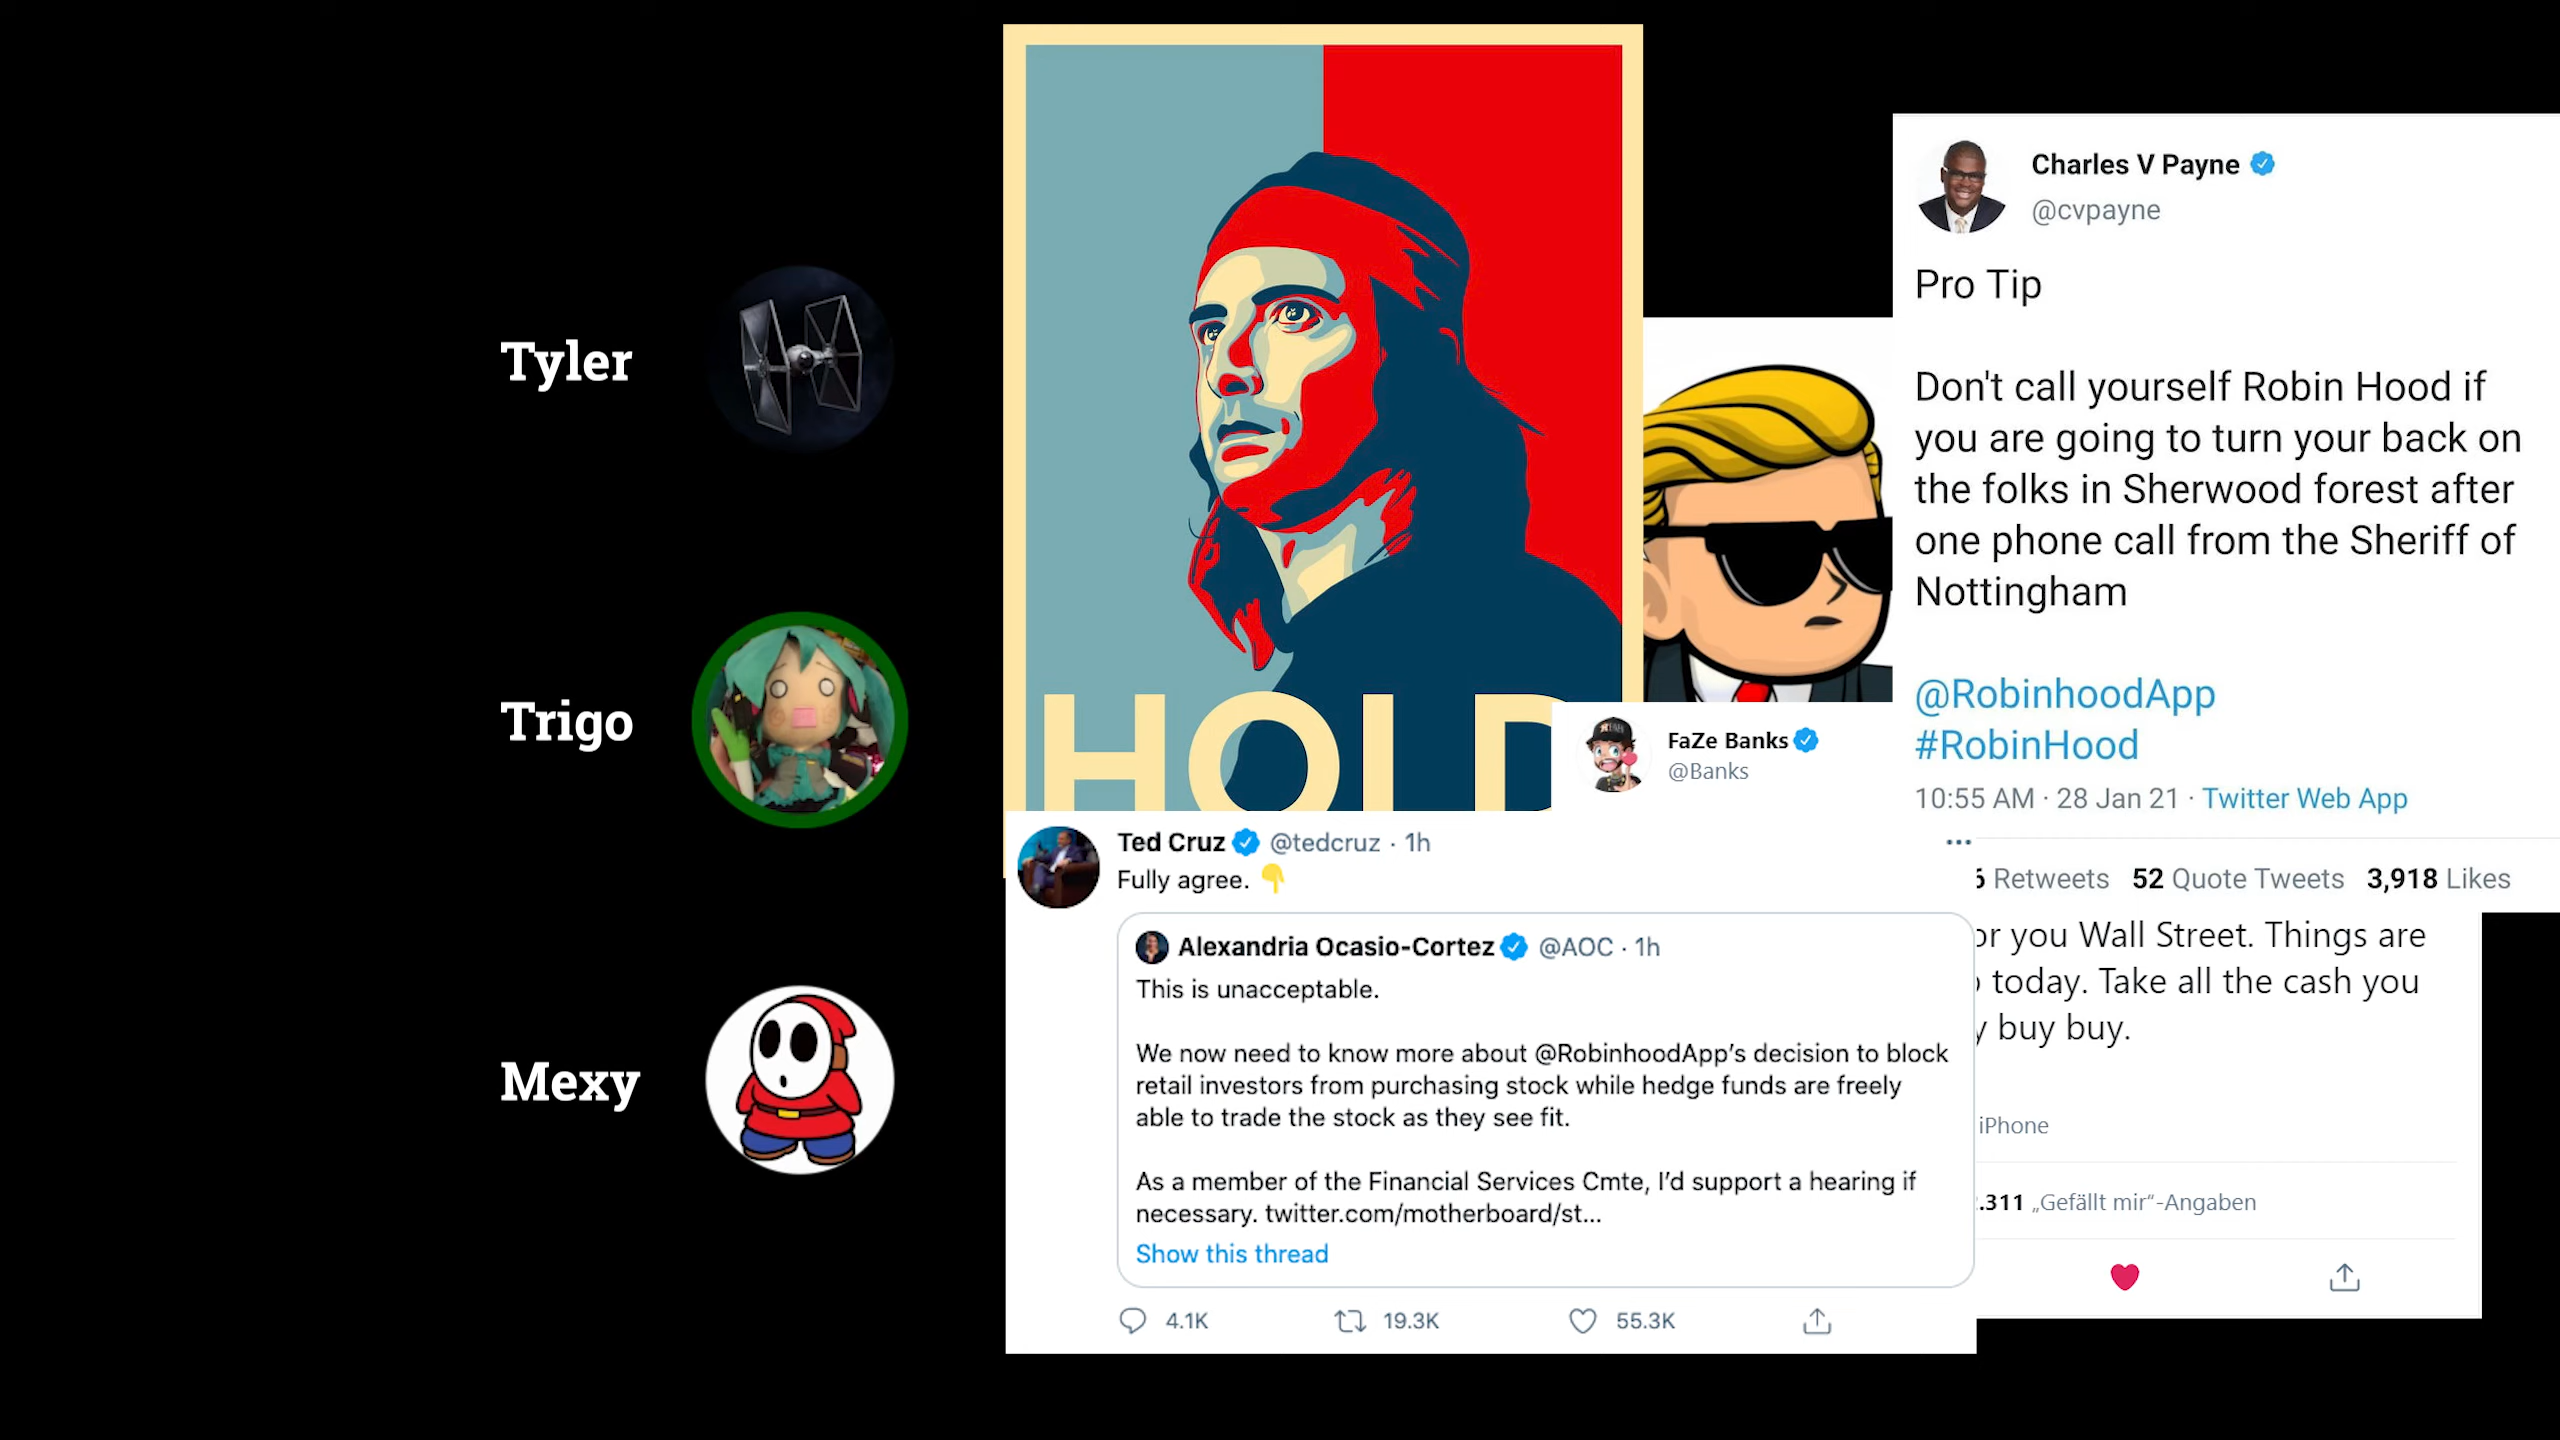 Tyler
Trigo
Mexy
HOLD
Charles V Payne
@cvpayne
Pro Tip
Don't call yourself Robin Hood if
you are going to turn your back on
the folks in Sherwood forest after
one phone call from the Sheriff of
Nottingham
@RobinhoodApp
#RobinHood
10:55 AM · 28 Jan 21 · Twitter Web App
6 Retweets 52 Quote Tweets 3,918 Likes
FaZe Banks
@Banks
you Wall Street. Things are
today. Take all the cash you
buy buy.
iPhone
.311 „Gefällt mir“-Angaben
Ted Cruz @tedcruz · 1h
Fully agree. 👇
Alexandria Ocasio-Cortez @AOC · 1h
This is unacceptable.
We now need to know more about @RobinhoodApp’s decision to block
retail investors from purchasing stock while hedge funds are freely
able to trade the stock as they see fit.
As a member of the Financial Services Cmte, I’d support a hearing if
necessary. twitter.com/motherboard/st...
Show this thread
4.1K 19.3K 55.3K